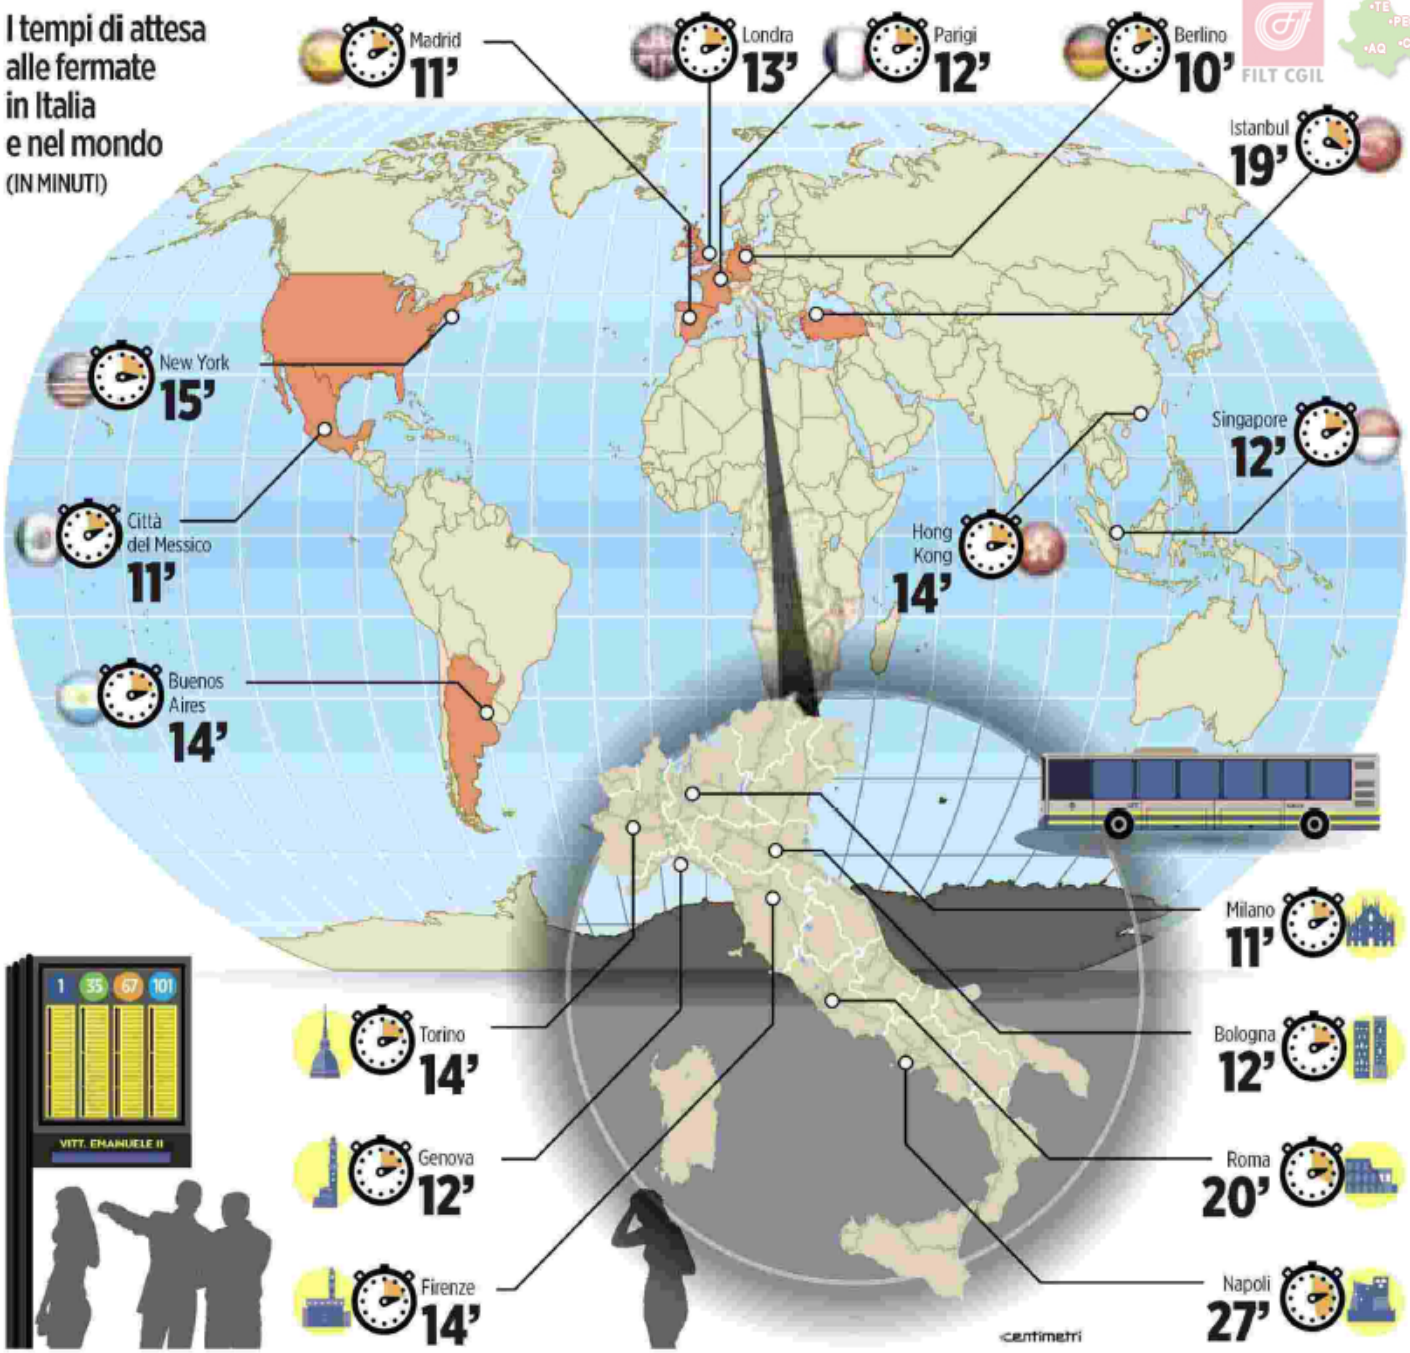 I tempi di attesa
alle fermate
in Italia
e nel mondo
(IN MINUTI)
Madrid
11’
Londra
13’
Parigi
12’
Berlino
10’
FILT CGIL
•TE
•PE
•AQ
Istanbul
19’
New York
15’
Singapore
12’
Città
del Messico
11’
Hong
Kong
14’
Buenos
Aires
14’
Milano
11’
1 35 67 101
VITT. EMANUELE II
Torino
14’
Bologna
12’
Genova
12’
Roma
20’
Firenze
14’
Napoli
27’
centimetri